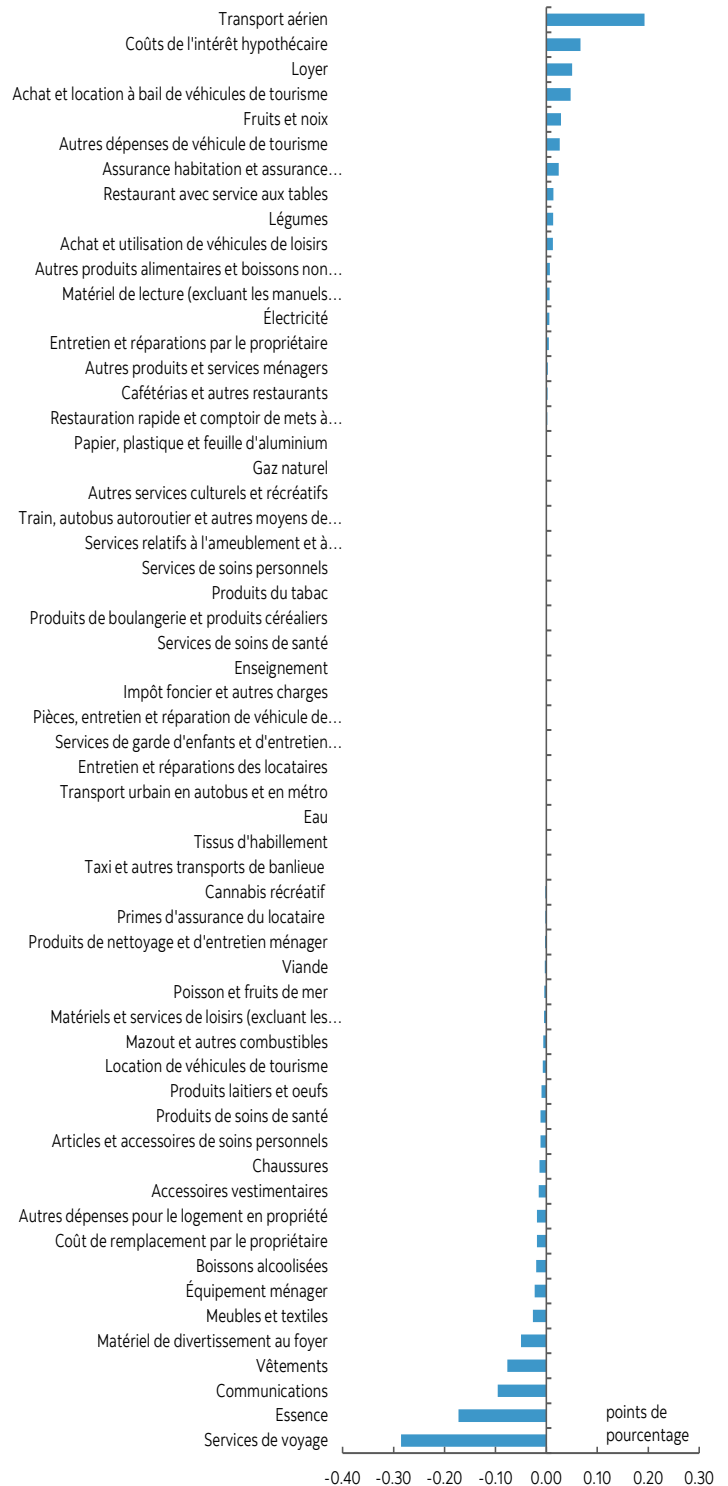 Transport aérien
Coûts de l'intérêt hypothécaire
Loyer
Achat et location à bail de véhicules de tourisme
Fruits et noix
Autres dépenses de véhicule de tourisme
Assurance habitation et assurance…
Restaurant avec service aux tables
Légumes
Achat et utilisation de véhicules de loisirs
Autres produits alimentaires et boissons non…
Matériel de lecture (excluant les manuels…
Électricité
Entretien et réparations par le propriétaire
Autres produits et services ménagers
Cafétérias et autres restaurants
Restauration rapide et comptoir de mets à…
Papier, plastique et feuille d'aluminium
Gaz naturel
Autres services culturels et récréatifs
Train, autobus autoroutier et autres moyens de…
Services relatifs à l'ameublement et à…
Services de soins personnels
Produits du tabac
Produits de boulangerie et produits céréaliers
Services de soins de santé
Enseignement
Impôt foncier et autres charges
Pièces, entretien et réparation de véhicule de…
Services de garde d'enfants et d'entretien…
Entretien et réparations des locataires
Transport urbain en autobus et en métro
Eau
Tissus d'habillement
Taxi et autres transports de banlieue
Cannabis récréatif
Primes d'assurance du locataire
Produits de nettoyage et d'entretien ménager
Viande
Poisson et fruits de mer
Matériels et services de loisirs (excluant les…
Mazout et autres combustibles
Location de véhicules de tourisme
Produits laitiers et oeufs
Produits de soins de santé
Articles et accessoires de soins personnels
Chaussures
Accessoires vestimentaires
Autres dépenses pour le logement en propriété
Coût de remplacement par le propriétaire
Boissons alcoolisées
Équipement ménager
Meubles et textiles
Matériel de divertissement au foyer
Vêtements
Communications
Essence
Services de voyage
points de
pourcentage
-0.40 -0.30 -0.20 -0.10 0.00 0.10 0.20 0.30